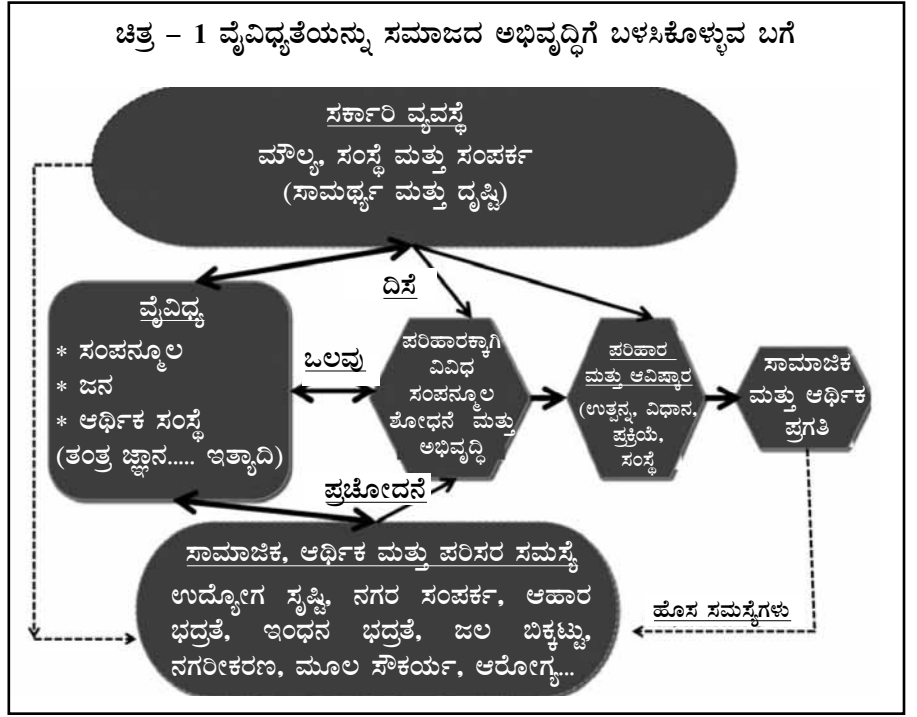 ಚಿತ್ರ – 1 ವೈವಿಧ್ಯತೆಯನ್ನು ಸಮಾಜದ ಅಭಿವೃದ್ಧಿಗೆ ಬಳಸಿಕೊಳ್ಳುವ ಬಗೆ
ಸರ್ಕಾರಿ ವ್ಯವಸ್ಥೆ
ಮೌಲ್ಯ, ಸಂಸ್ಥೆ ಮತ್ತು ಸಂಪರ್ಕ
(ಸಾಮರ್ಥ್ಯ ಮತ್ತು ದೃಷ್ಟಿ)
ದಿಸೆ
ವೈವಿಧ್ಯ
* ಸಂಪನ್ಮೂಲ
* ಜನ
* ಆರ್ಥಿಕ ಸಂಸ್ಥೆ
(ತಂತ್ರ ಜ್ಞಾನ..... ಇತ್ಯಾದಿ)
ಒಲವು
ಪರಿಹಾರಕ್ಕಾಗಿ
ವಿವಿಧ
ಸಂಪನ್ಮೂಲ
ಶೋಧನೆ ಮತ್ತು
ಅಭಿವೃದ್ಧಿ
ಪರಿಹಾರ
ಮತ್ತು ಆವಿಷ್ಕಾರ
(ಉತ್ಪನ್ನ, ವಿಧಾನ,
ಪ್ರಕ್ರಿಯೆ,
ಸಂಸ್ಥೆ
ಸಾಮಾಜಿಕ
ಮತ್ತು ಆರ್ಥಿಕ
ಪ್ರಗತಿ
ಪ್ರಚೋದನೆ
ಸಾಮಾಜಿಕ, ಆರ್ಥಿಕ ಮತ್ತು ಪರಿಸರ ಸಮಸ್ಯೆ
ಉದ್ಯೋಗ ಸೃಷ್ಟಿ, ನಗರ ಸಂಪರ್ಕ, ಆಹಾರ
ಭದ್ರತೆ, ಇಂಧನ ಭದ್ರತೆ, ಜಲ ಬಿಕ್ಕಟ್ಟು,
ನಗರೀಕರಣ, ಮೂಲ ಸೌಕರ್ಯ, ಆರೋಗ್ಯ...
ಹೊಸ ಸಮಸ್ಯೆಗಳು